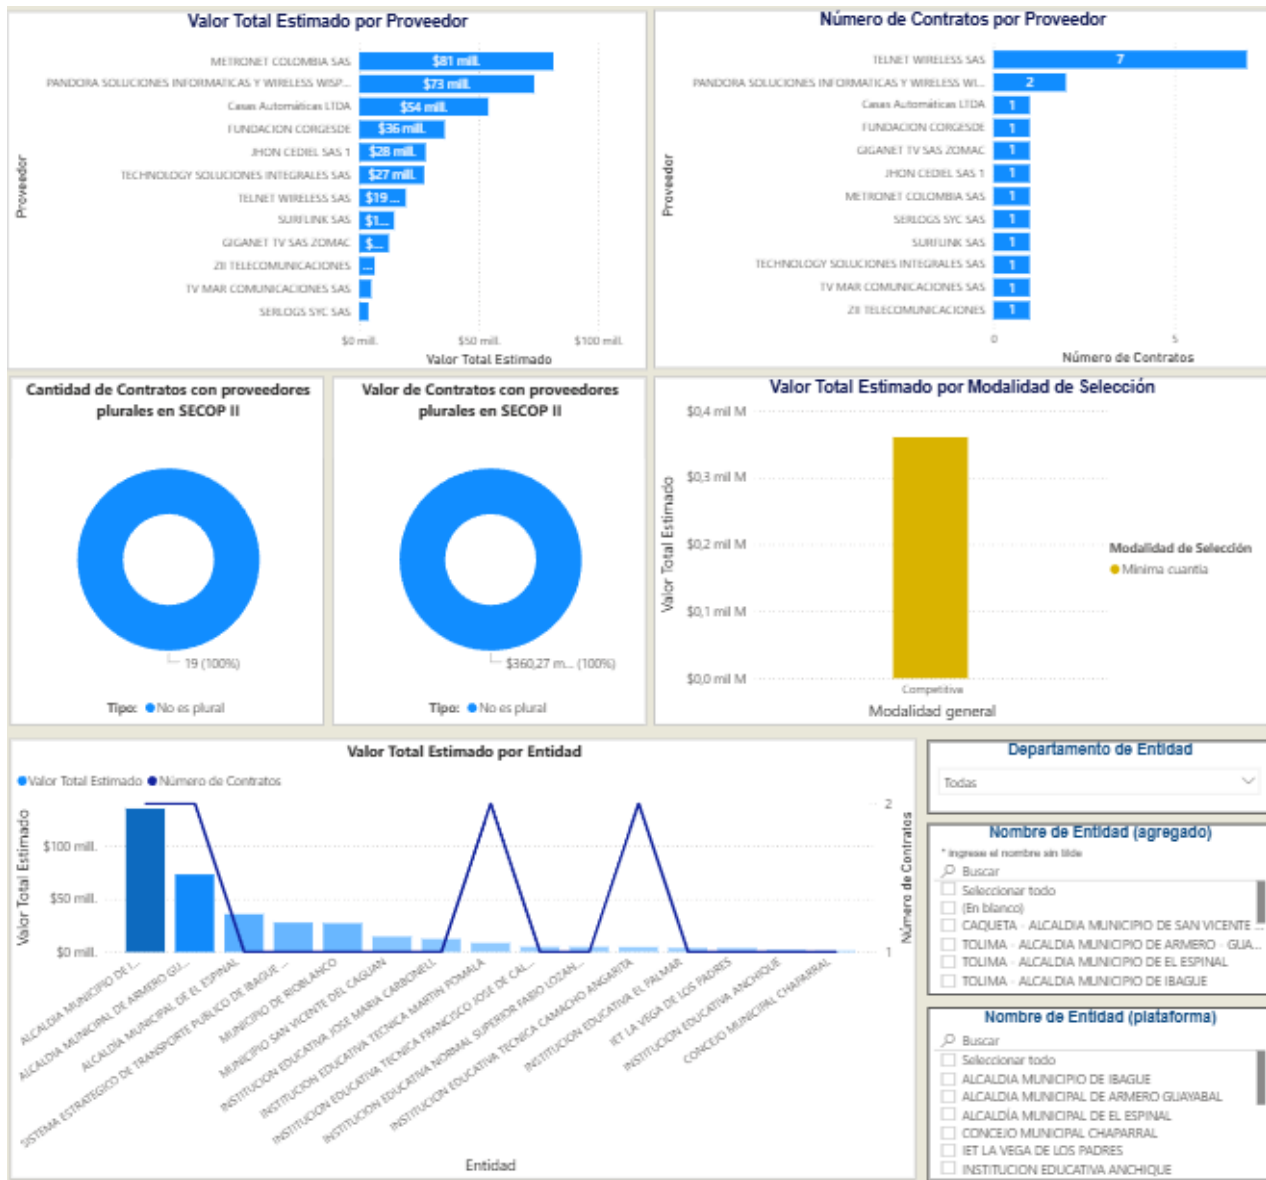 Valor Total Estimado por Proveedor
Proveedor
METRONET COLOMBIA SAS
$81 mill.
PANDORA SOLUCIONES INFORMATICAS Y WIRELESS WISP...
$73 mill.
Casas Automáticas LTDA
$54 mill.
FUNDACION CORGESDE
$36 mill.
JHON CEDIEL SAS 1
$28 mill.
TECHNOLOGY SOLUCIONES INTEGRALES SAS
$27 mill.
TELNET WIRELESS SAS
$19 ...
SURFLINK SAS
$1...
GIGANET TV SAS ZOMAC
$...
ZII TELECOMUNICACIONES
...
TV MAR COMUNICACIONES SAS
SERLOGS SYC SAS
$0 mill.
$50 mill.
$100 mill.
Valor Total Estimado
Número de Contratos por Proveedor
Proveedor
TELNET WIRELESS SAS
7
PANDORA SOLUCIONES INFORMATICAS Y WIRELESS WI...
2
Casas Automáticas LTDA
1
FUNDACION CORGESDE
1
GIGANET TV SAS ZOMAC
1
JHON CEDIEL SAS 1
1
METRONET COLOMBIA SAS
1
SERLOGS SYC SAS
1
SURFLINK SAS
1
TECHNOLOGY SOLUCIONES INTEGRALES SAS
1
TV MAR COMUNICACIONES SAS
1
ZII TELECOMUNICACIONES
1
0
5
Número de Contratos
Cantidad de Contratos con proveedores
plurales en SECOP II
19 (100%)
Tipo: No es plural
Valor de Contratos con proveedores
plurales en SECOP II
$360,27 m... (100%)
Tipo: No es plural
Valor Total Estimado por Modalidad de Selección
Valor Total Estimado
$0,4 mil M
$0,3 mil M
$0,2 mil M
$0,1 mil M
$0,0 mil M
Competitiva
Modalidad general
Modalidad de Selección
Mínima cuantía
Valor Total Estimado por Entidad
Valor Total Estimado Número de Contratos
Valor Total Estimado
$100 mill.
$50 mill.
$0 mill.
2
1
Número de Contratos
ALCALDIA MUNICIPIO DE I...
ALCALDIA MUNICIPAL DE ARMERO GU...
ALCALDÍA MUNICIPAL DE EL ESPINAL
SISTEMA ESTRATEGICO DE TRANSPORTE PUBLICO DE IBAGUE ...
MUNICIPIO DE RIOBLANCO
MUNICIPIO SAN VICENTE DEL CAGUAN
INSTITUCION EDUCATIVA JOSE MARIA CARBONELL
INSTITUCION EDUCATIVA TECNICA MARTIN POMALA
INSTITUCION EDUCATIVA TECNICA FRANCISCO JOSE DE CAL...
INSTITUCION EDUCATIVA NORMAL SUPERIOR FABIO LOZAN...
INSTITUCION EDUCATIVA TECNICA CAMACHO ANGARITA
INSTITUCION EDUCATIVA EL PALMAR
IET LA VEGA DE LOS PADRES
INSTITUCION EDUCATIVA ANCHIQUE
CONCEJO MUNICIPAL CHAPARRAL
Entidad
Departamento de Entidad
Todas
Nombre de Entidad (agregado)
* Ingrese el nombre sin tilde
Buscar
Seleccionar todo
(En blanco)
CAQUETA - ALCALDIA MUNICIPIO DE SAN VICENTE ...
TOLIMA - ALCALDIA MUNICIPIO DE ARMERO - GUA...
TOLIMA - ALCALDIA MUNICIPIO DE EL ESPINAL
TOLIMA - ALCALDIA MUNICIPIO DE IBAGUE
Nombre de Entidad (plataforma)
Buscar
Seleccionar todo
ALCALDIA MUNICIPIO DE IBAGUE
ALCALDIA MUNICIPAL DE ARMERO GUAYABAL
ALCALDÍA MUNICIPAL DE EL ESPINAL
CONCEJO MUNICIPAL CHAPARRAL
IET LA VEGA DE LOS PADRES
INSTITUCION EDUCATIVA ANCHIQUE